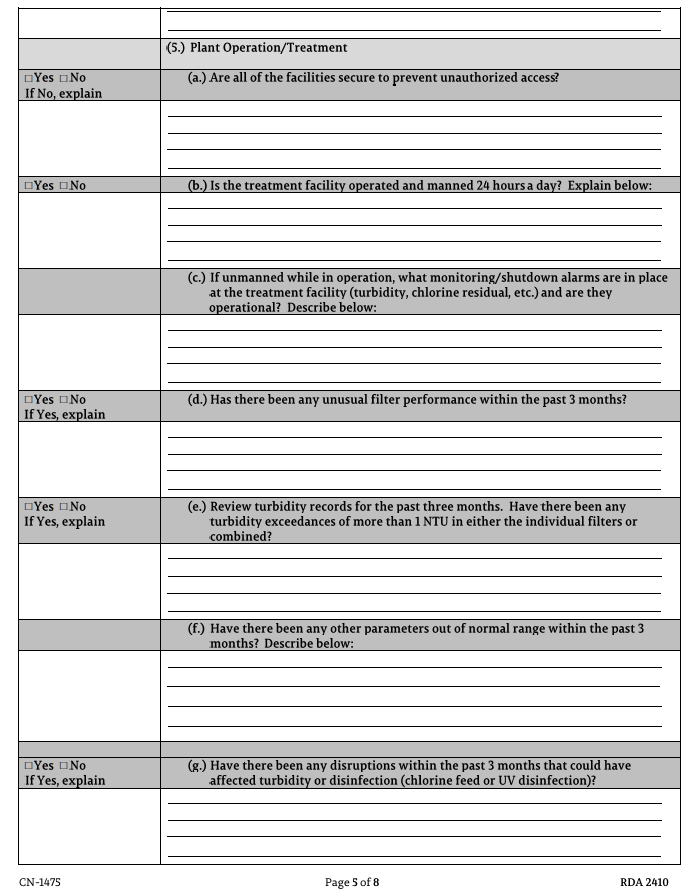 (5.) Plant Operation/Treatment
☐Yes ☐No (a.) Are all of the facilities secure to prevent unauthorized access?
If No, explain
☐Yes ☐No (b.) Is the treatment facility operated and manned 24 hours a day? Explain below:
(c.) If unmanned while in operation, what monitoring/shutdown alarms are in place
at the treatment facility (turbidity, chlorine residual, etc.) and are they
operational? Describe below:
☐Yes ☐No (d.) Has there been any unusual filter performance within the past 3 months?
If Yes, explain
☐Yes ☐No (e.) Review turbidity records for the past three months. Have there been any
If Yes, explain turbidity exceedances of more than 1 NTU in either the individual filters or
combined?
(f.) Have there been any other parameters out of normal range within the past 3
months? Describe below:
☐Yes ☐No (g.) Have there been any disruptions within the past 3 months that could have
If Yes, explain affected turbidity or disinfection (chlorine feed or UV disinfection)?
CN-1475 Page 5 of 8 RDA 2410